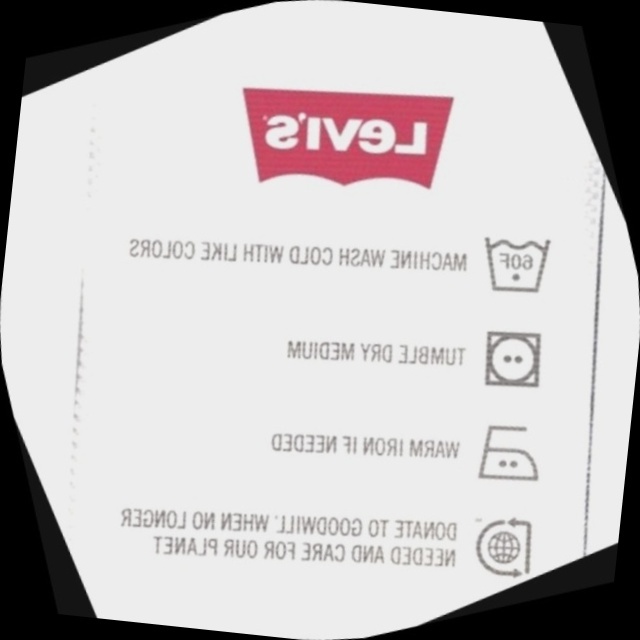 Levi's
60F
MACHINE WASH COLD WITH LIKE COLORS
TUMBLE DRY MEDIUM
WARM IRON IF NEEDED
DONATE TO GOODWILL™ WHEN NO LONGER
NEEDED AND CARE FOR OUR PLANET